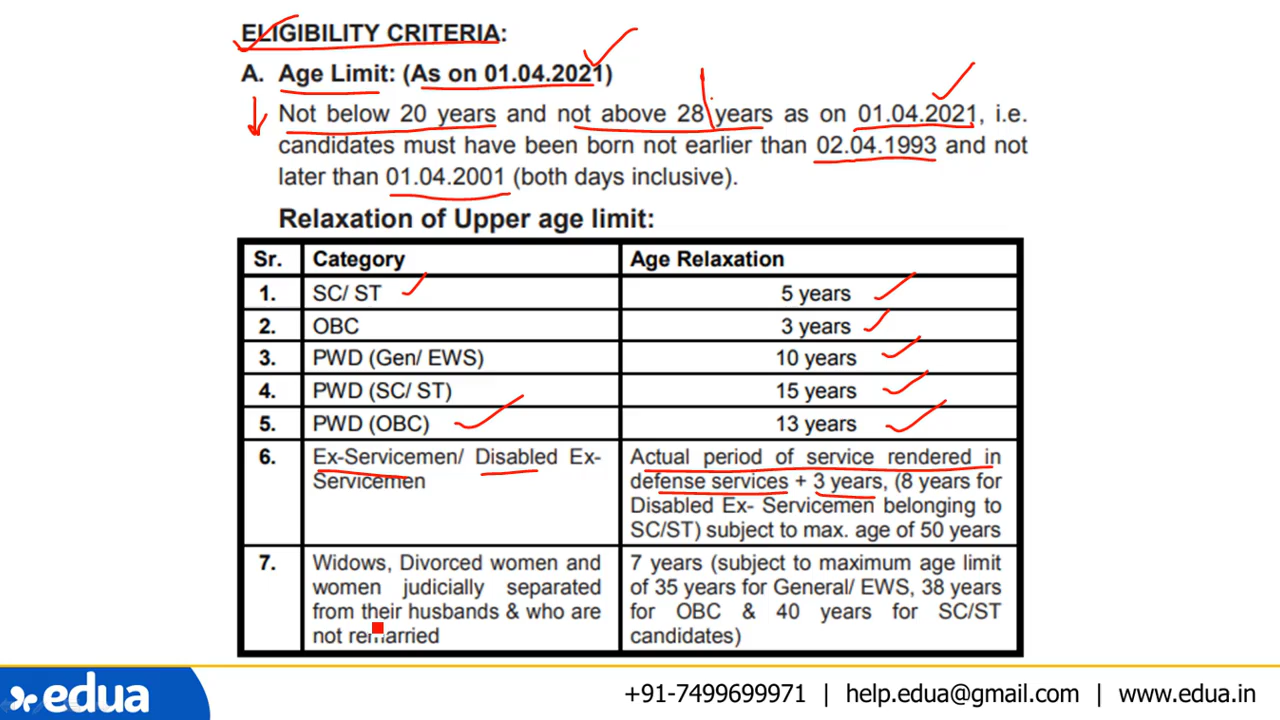 ELIGIBILITY CRITERIA:
A. Age Limit: (As on 01.04.2021)
Not below 20 years and not above 28 years as on 01.04.2021, i.e.
candidates must have been born not earlier than 02.04.1993 and not
later than 01.04.2001 (both days inclusive).
Relaxation of Upper age limit:
Sr. Category Age Relaxation
1. SC/ ST 5 years
2. OBC 3 years
3. PWD (Gen/ EWS) 10 years
4. PWD (SC/ ST) 15 years
5. PWD (OBC) 13 years
6. Ex-Servicemen/ Disabled Ex-
Servicemen
Actual period of service rendered in
defense services + 3 years, (8 years for
Disabled Ex- Servicemen belonging to
SC/ST) subject to max. age of 50 years
7. Widows, Divorced women and
women judicially separated
from their husbands & who are
not remarried
7 years (subject to maximum age limit
of 35 years for General/ EWS, 38 years
for OBC & 40 years for SC/ST
candidates)
edua
+91-7499699971 | help.edua@gmail.com | www.edua.in